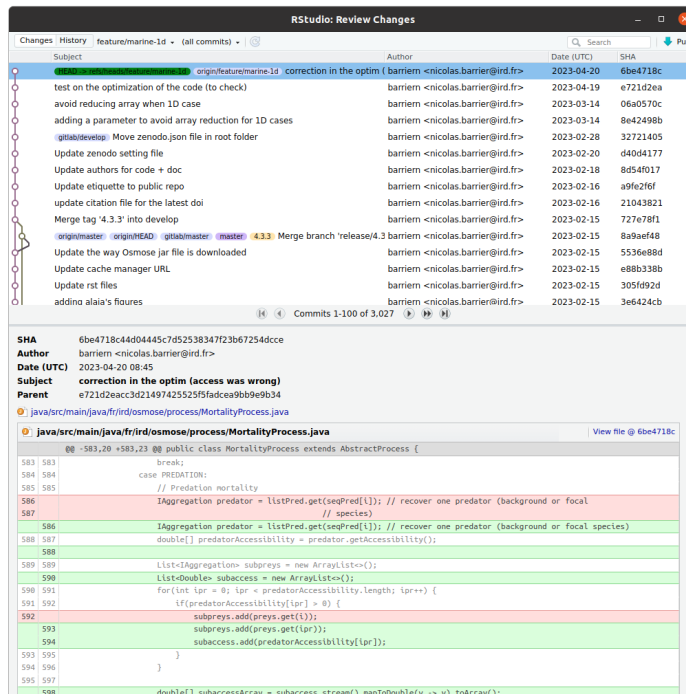 RStudio: Review Changes
Changes History feature/marine-1d (all commits) Search Pu
Subject Author Date (UTC) SHA
HEAD -> refs/heads/feature/marine-1d origin/feature/marine-1d correction in the optim ( barriern <nicolas.barrier@ird.fr> 2023-04-20 6be4718c
test on the optimization of the code (to check) barriern <nicolas.barrier@ird.fr> 2023-04-19 e721d2ea
avoid reducing array when 1D case barriern <nicolas.barrier@ird.fr> 2023-03-14 06a0570c
adding a parameter to avoid array reduction for 1D cases barriern <nicolas.barrier@ird.fr> 2023-03-14 8e42498b
gitlab/develop Move zenodo.json file in root folder barriern <nicolas.barrier@ird.fr> 2023-02-28 32721405
Update zenodo setting file barriern <nicolas.barrier@ird.fr> 2023-02-20 d40d4177
Update authors for code + doc barriern <nicolas.barrier@ird.fr> 2023-02-18 8d54f017
Update etiquette to public repo barriern <nicolas.barrier@ird.fr> 2023-02-16 a9fe2f6f
update citation file for the latest doi barriern <nicolas.barrier@ird.fr> 2023-02-16 21043821
Merge tag '4.3.3' into develop barriern <nicolas.barrier@ird.fr> 2023-02-15 727e78f1
origin/master origin/HEAD gitlab/master master 4.3.3 Merge branch 'release/4.3 barriern <nicolas.barrier@ird.fr> 2023-02-15 8a9aef48
Update the way Osmose jar file is downloaded barriern <nicolas.barrier@ird.fr> 2023-02-15 5536e88d
Update cache manager URL barriern <nicolas.barrier@ird.fr> 2023-02-15 e88b338b
Update rst files barriern <nicolas.barrier@ird.fr> 2023-02-15 305fd92d
adding alaia's figures barriern <nicolas.barrier@ird.fr> 2023-02-15 3e6424cb
Commits 1-100 of 3,027
SHA 6be4718c44d04445c7d52538347f23b67254dcce
Author barriern <nicolas.barrier@ird.fr>
Date (UTC) 2023-04-20 08:45
Subject correction in the optim (access was wrong)
Parent e721d2eacc3d21497425525f5fadcea9bb9e9b34
java/src/main/java/fr/ird/osmose/process/MortalityProcess.java
java/src/main/java/fr/ird/osmose/process/MortalityProcess.java View file @ 6be4718c
@@ -583,20 +583,23 @@ public class MortalityProcess extends AbstractProcess {
583 583 break;
584 584 case PREDATION:
585 585 // Predation mortality
586 IAggregation predator = listPred.get(seqPred[i]); // recover one predator (background or focal
587 // species)
586 IAggregation predator = listPred.get(seqPred[i]); // recover one predator (background or focal species)
588 587 double[] predatorAccessibility = predator.getAccessibility();
588
589 589 List<IAggregation> subpreys = new ArrayList<>();
590 List<Double> subaccess = new ArrayList<>();
590 591 for(int ipr = 0; ipr < predatorAccessibility.length; ipr++) {
591 592 if(predatorAccessibility[ipr] > 0) {
592 subpreys.add(preys.get(i));
593 subpreys.add(preys.get(ipr));
594 subaccess.add(predatorAccessibility[ipr]);
593 595 }
594 596 }
595 597
598 double[] subaccessArray = subaccess.stream().mapToDouble(v -> v).toArray();